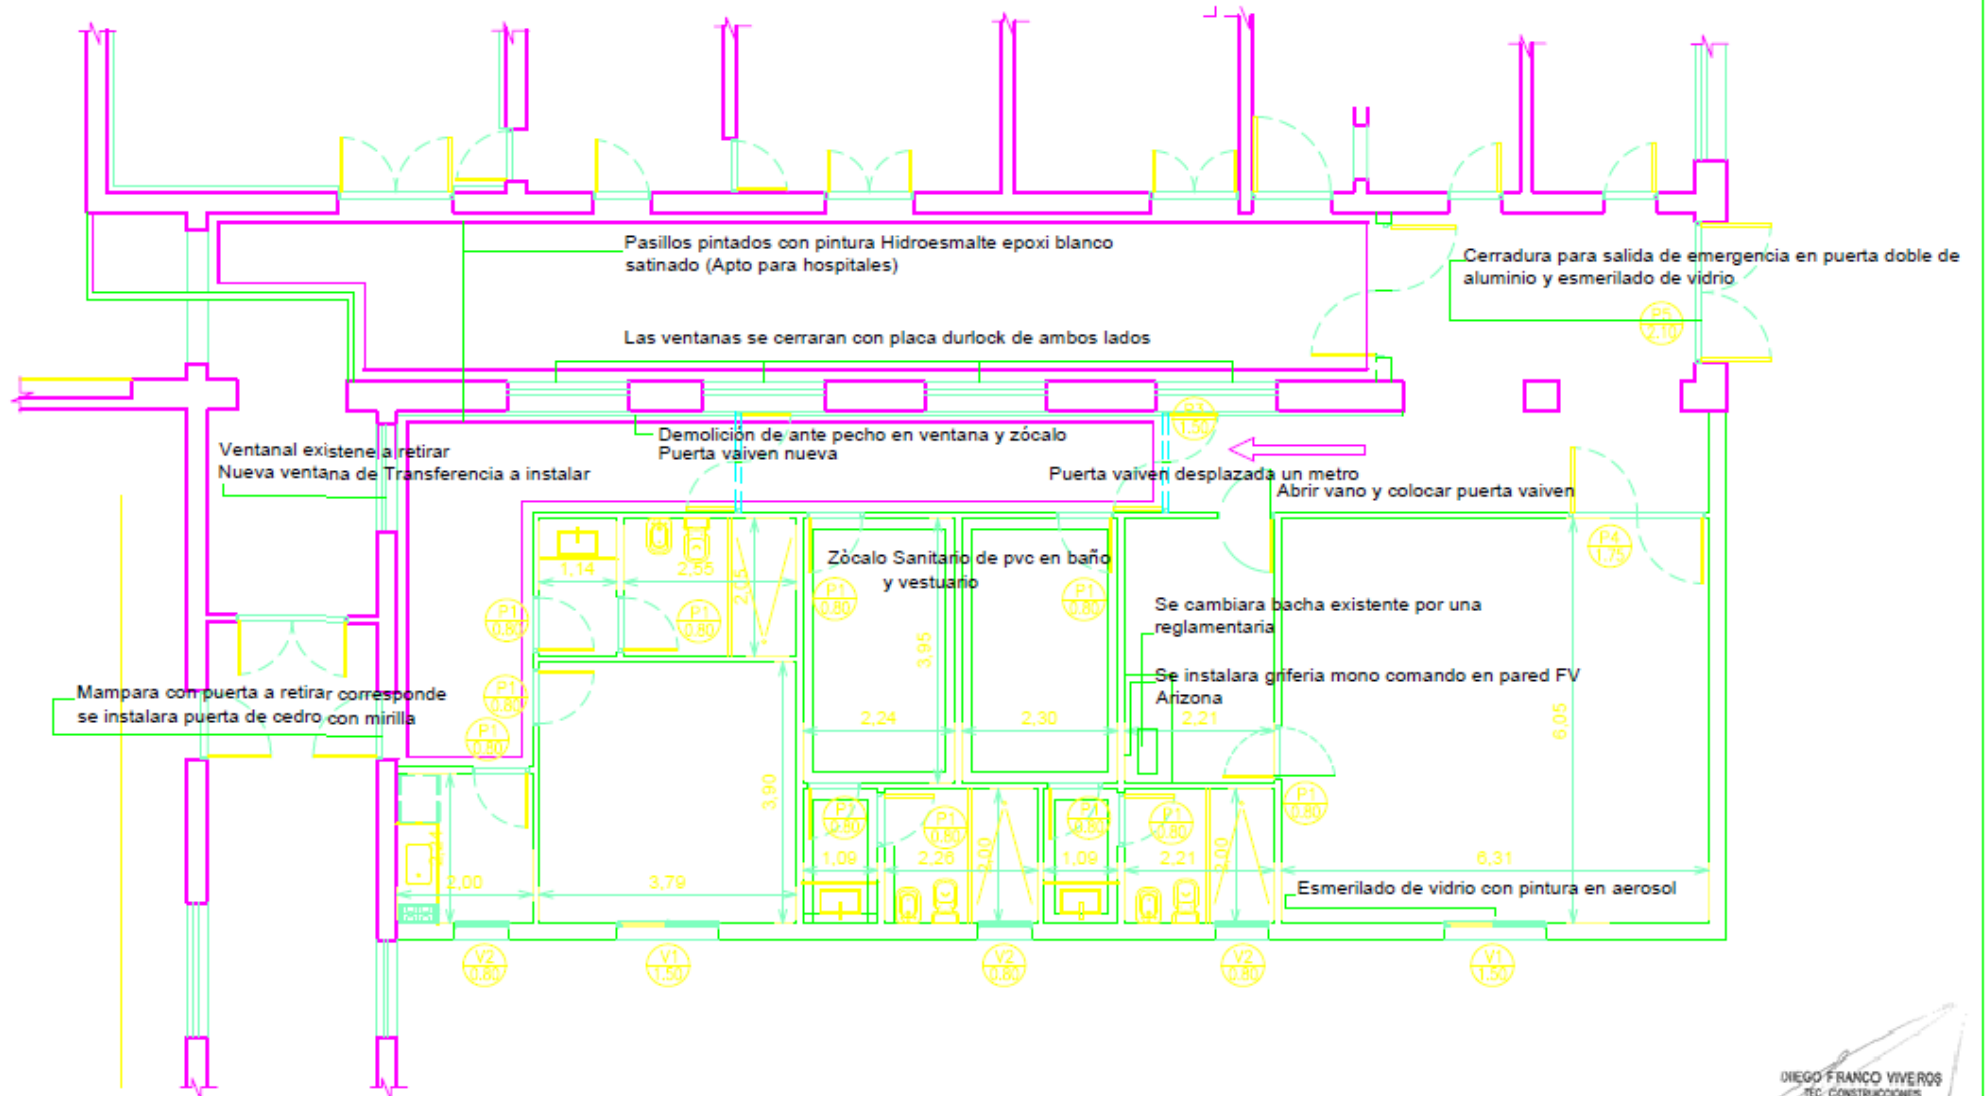 Pasillos pintados con pintura Hidroesmalte epoxi blanco
satinado (Apto para hospitales)
Cerradura para salida de emergencia en puerta doble de
aluminio y esmerilado de vidrio
P5
2.10
Las ventanas se cerraran con placa durlock de ambos lados
P3
1.50
Demolición de ante pecho en ventana y zócalo
Puerta vaiven nueva
Ventanal existene a retirar
Nueva ventana de Transferencia a instalar
Puerta vaiven desplazada un metro
Abrir vano y colocar puerta vaiven
P4
1.75
Zócalo Sanitario de pvc en baño
y vestuario
1,14
2,55
2,05
P1
0.80
P1
0.80
P1
0.80
P1
0.80
Se cambiara bacha existente por una
reglamentaria
3,95
Se instalara griferia mono comando en pared FV
Arizona
Mampara con puerta a retirar corresponde
se instalara puerta de cedro con mirilla
P1
0.80
P1
0.80
2,24
2,30
2,21
6,05
3,90
P1
0.80
P1
0.80
P1
0.80
P1
0.80
P1
0.80
1,09
2,26
2,00
1,09
2,21
2,00
6,31
2,00
3,79
Esmerilado de vidrio con pintura en aerosol
V2
0.80
V1
1.50
V2
0.80
V2
0.80
V1
1.50
DIEGO FRANCO VIVEROS
TEC. CONSTRUCCIONES